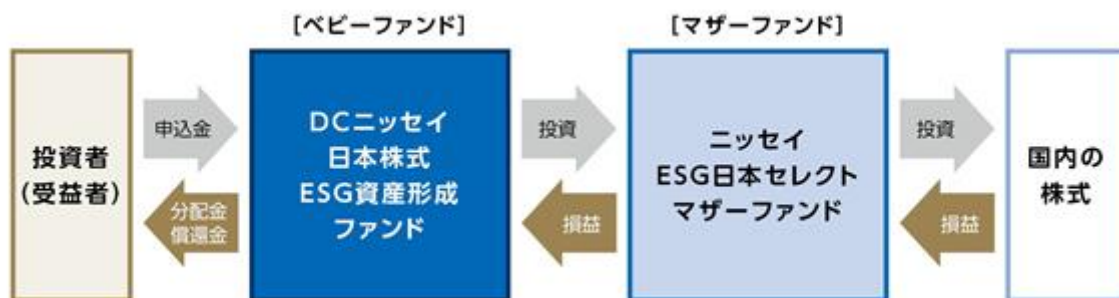 [ベビーファンド]
[マザーファンド]
投資者
(受益者)
申込金
分配金
償還金
DCニッセイ
日本株式
ESG資産形成
ファンド
投資
損益
ニッセイ
ESG日本セレクト
マザーファンド
投資
損益
国内の
株式